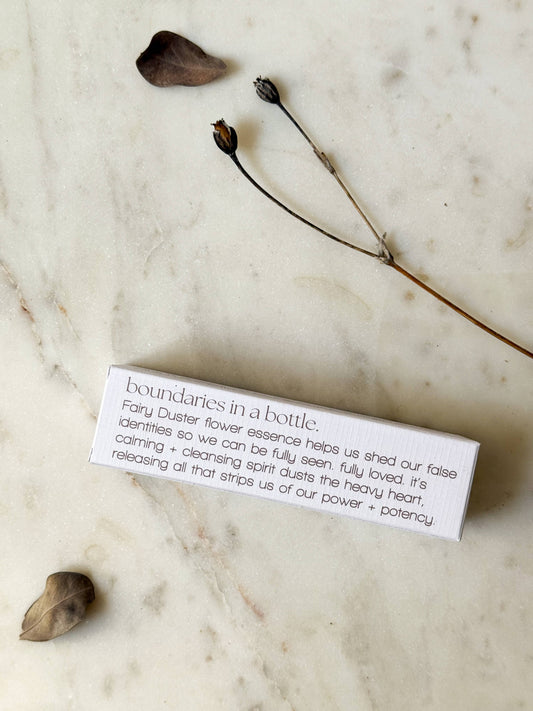 boundaries in a bottle.
Fairy Duster flower essence helps us shed our false
identities so we can be fully seen. fully loved. it's
calming + cleansing spirit dusts the heavy heart,
releasing all that strips us of our power + potency.